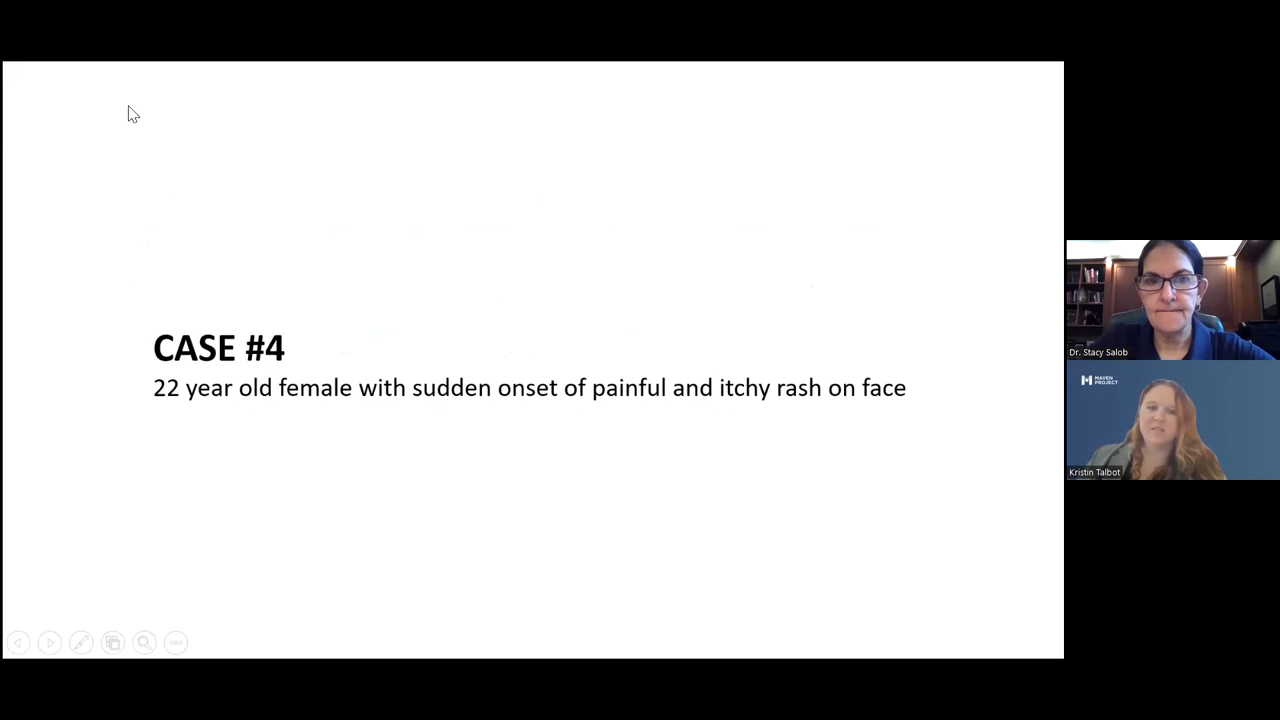 CASE #4
22 year old female with sudden onset of painful and itchy rash on face
Dr. Stacy Salob
MAVEN
PROJECT
Kristin Talbot